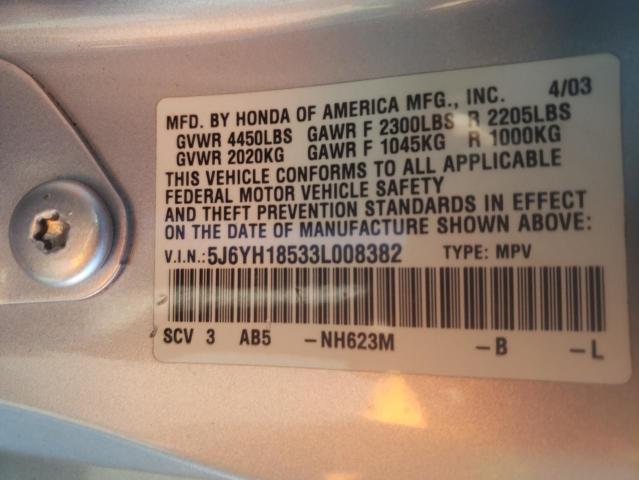 4/03
MFD. BY HONDA OF AMERICA MFG., INC.
GVWR 4450LBS GAWR F 2300LBS R 2205LBS
GVWR 2020KG GAWR F 1045KG R 1000KG
THIS VEHICLE CONFORMS TO ALL APPLICABLE
FEDERAL MOTOR VEHICLE SAFETY
AND THEFT PREVENTION STANDARDS IN EFFECT
ON THE DATE OF MANUFACTURE SHOWN ABOVE:
V.I.N.:5J6YH18533L008382 TYPE: MPV
SCV 3 AB5 -NH623M -B -L